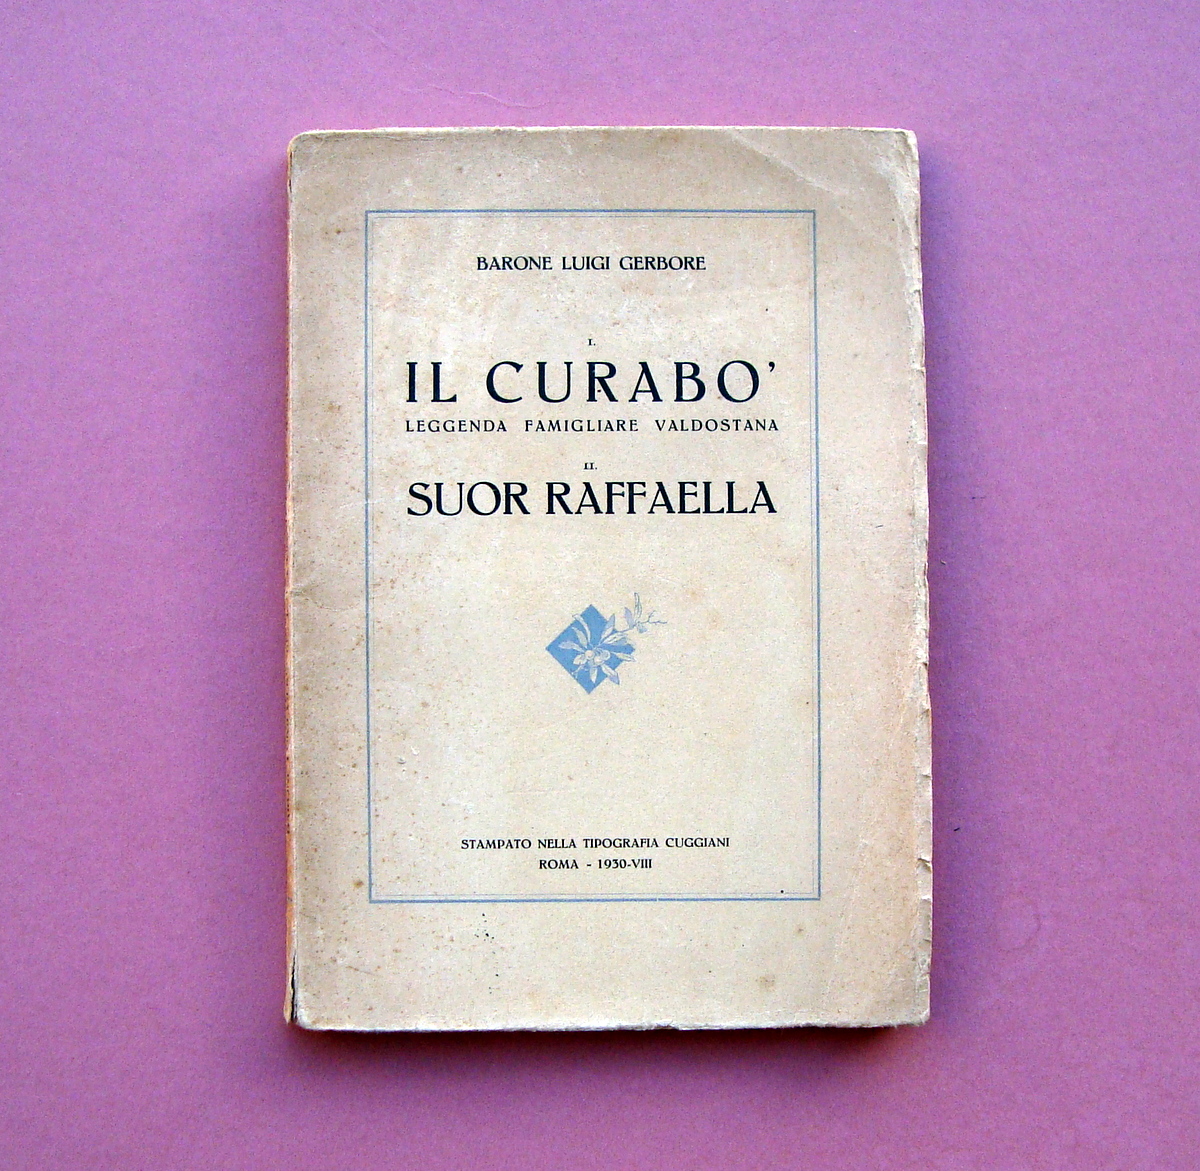 BARONE LUIGI GERBORE
I.
IL CURABO'
LEGGENDA FAMIGLIARE VALDOSTANA
II.
SUOR RAFFAELLA
STAMPATO NELLA TIPOGRAFIA CUGGIANI
ROMA - 1930-VIII